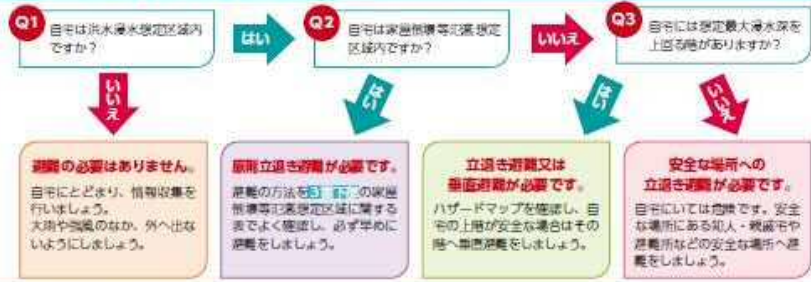 Q1
自宅は洪水浸水想定区域内
ですか？
はい
Q2
自宅は家屋倒壊等氾濫想定
区域内ですか？
いいえ
Q3
自宅には想定最大浸水深を
上回る階がありますか？
いいえ
はい
はい
いいえ
避難の必要はありません。
自宅にとどまり、情報収集を
行いましょう。
大雨や強風のなか、外へ出な
いようにしましょう。
原則立退き避難が必要です。
避難の方法を3 下 の家屋
倒壊等氾濫想定区域に関する
表でよく確認し、必ず早めに
避難をしましょう。
立退き避難又は
垂直避難が必要です。
ハザードマップを確認し、自
宅の上階が安全な場合はその
階へ垂直避難をしましょう。
安全な場所への
立退き避難が必要です。
自宅にいては危険です。安全
な場所にある知人・親戚宅や
避難所などの安全な場所へ避
難をしましょう。